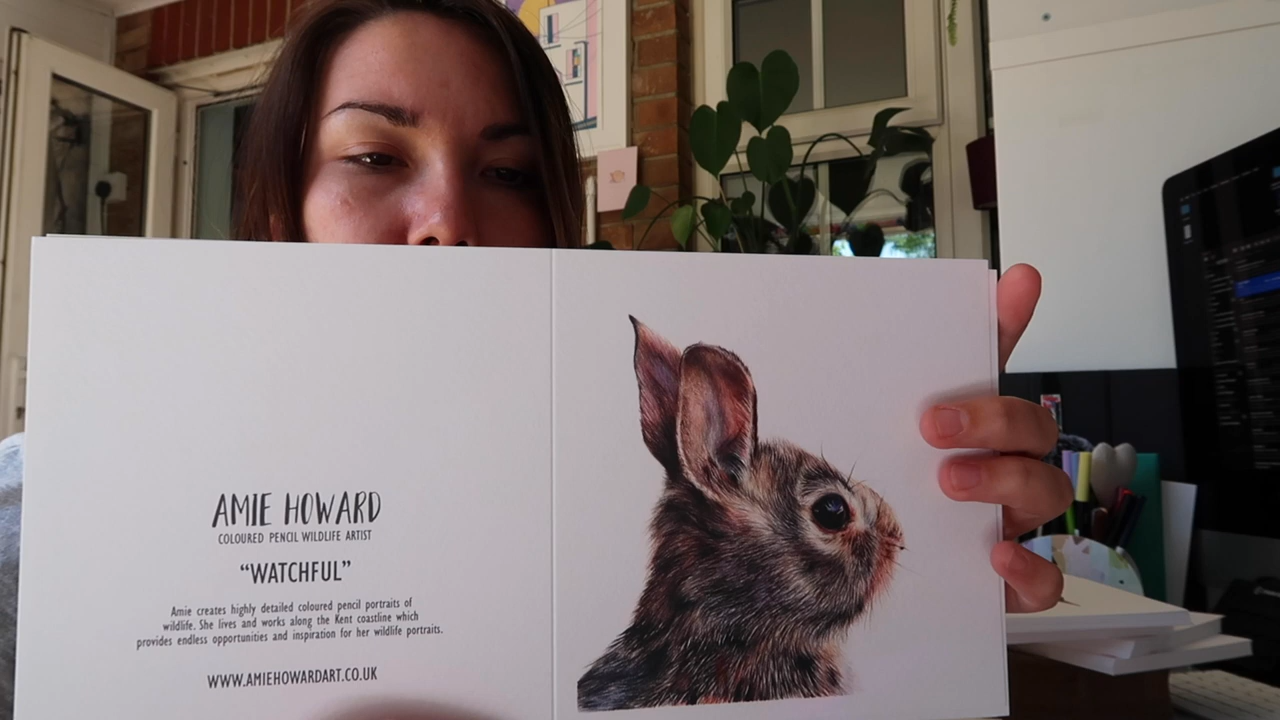 AMIE HOWARD
COLOURED PENCIL WILDLIFE ARTIST
“WATCHFUL”
Amie creates highly detailed coloured pencil portraits of
wildlife. She lives and works along the Kent coastline which
provides endless opportunities and inspiration for her wildlife portraits.
WWW.AMIEHOWARDART.CO.UK